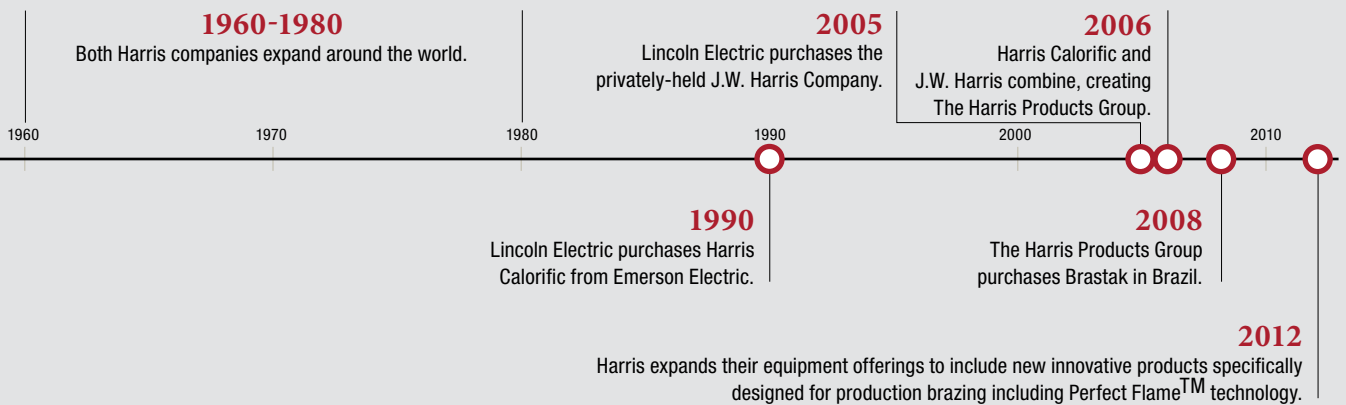 1960-1980
Both Harris companies expand around the world.
2005
Lincoln Electric purchases the
privately-held J.W. Harris Company.
2006
Harris Calorific and
J.W. Harris combine, creating
The Harris Products Group.
1960
1970
1980
1990
2000
2010
1990
Lincoln Electric purchases Harris
Calorific from Emerson Electric.
2008
The Harris Products Group
purchases Brastak in Brazil.
2012
Harris expands their equipment offerings to include new innovative products specifically
designed for production brazing including Perfect Flame™ technology.